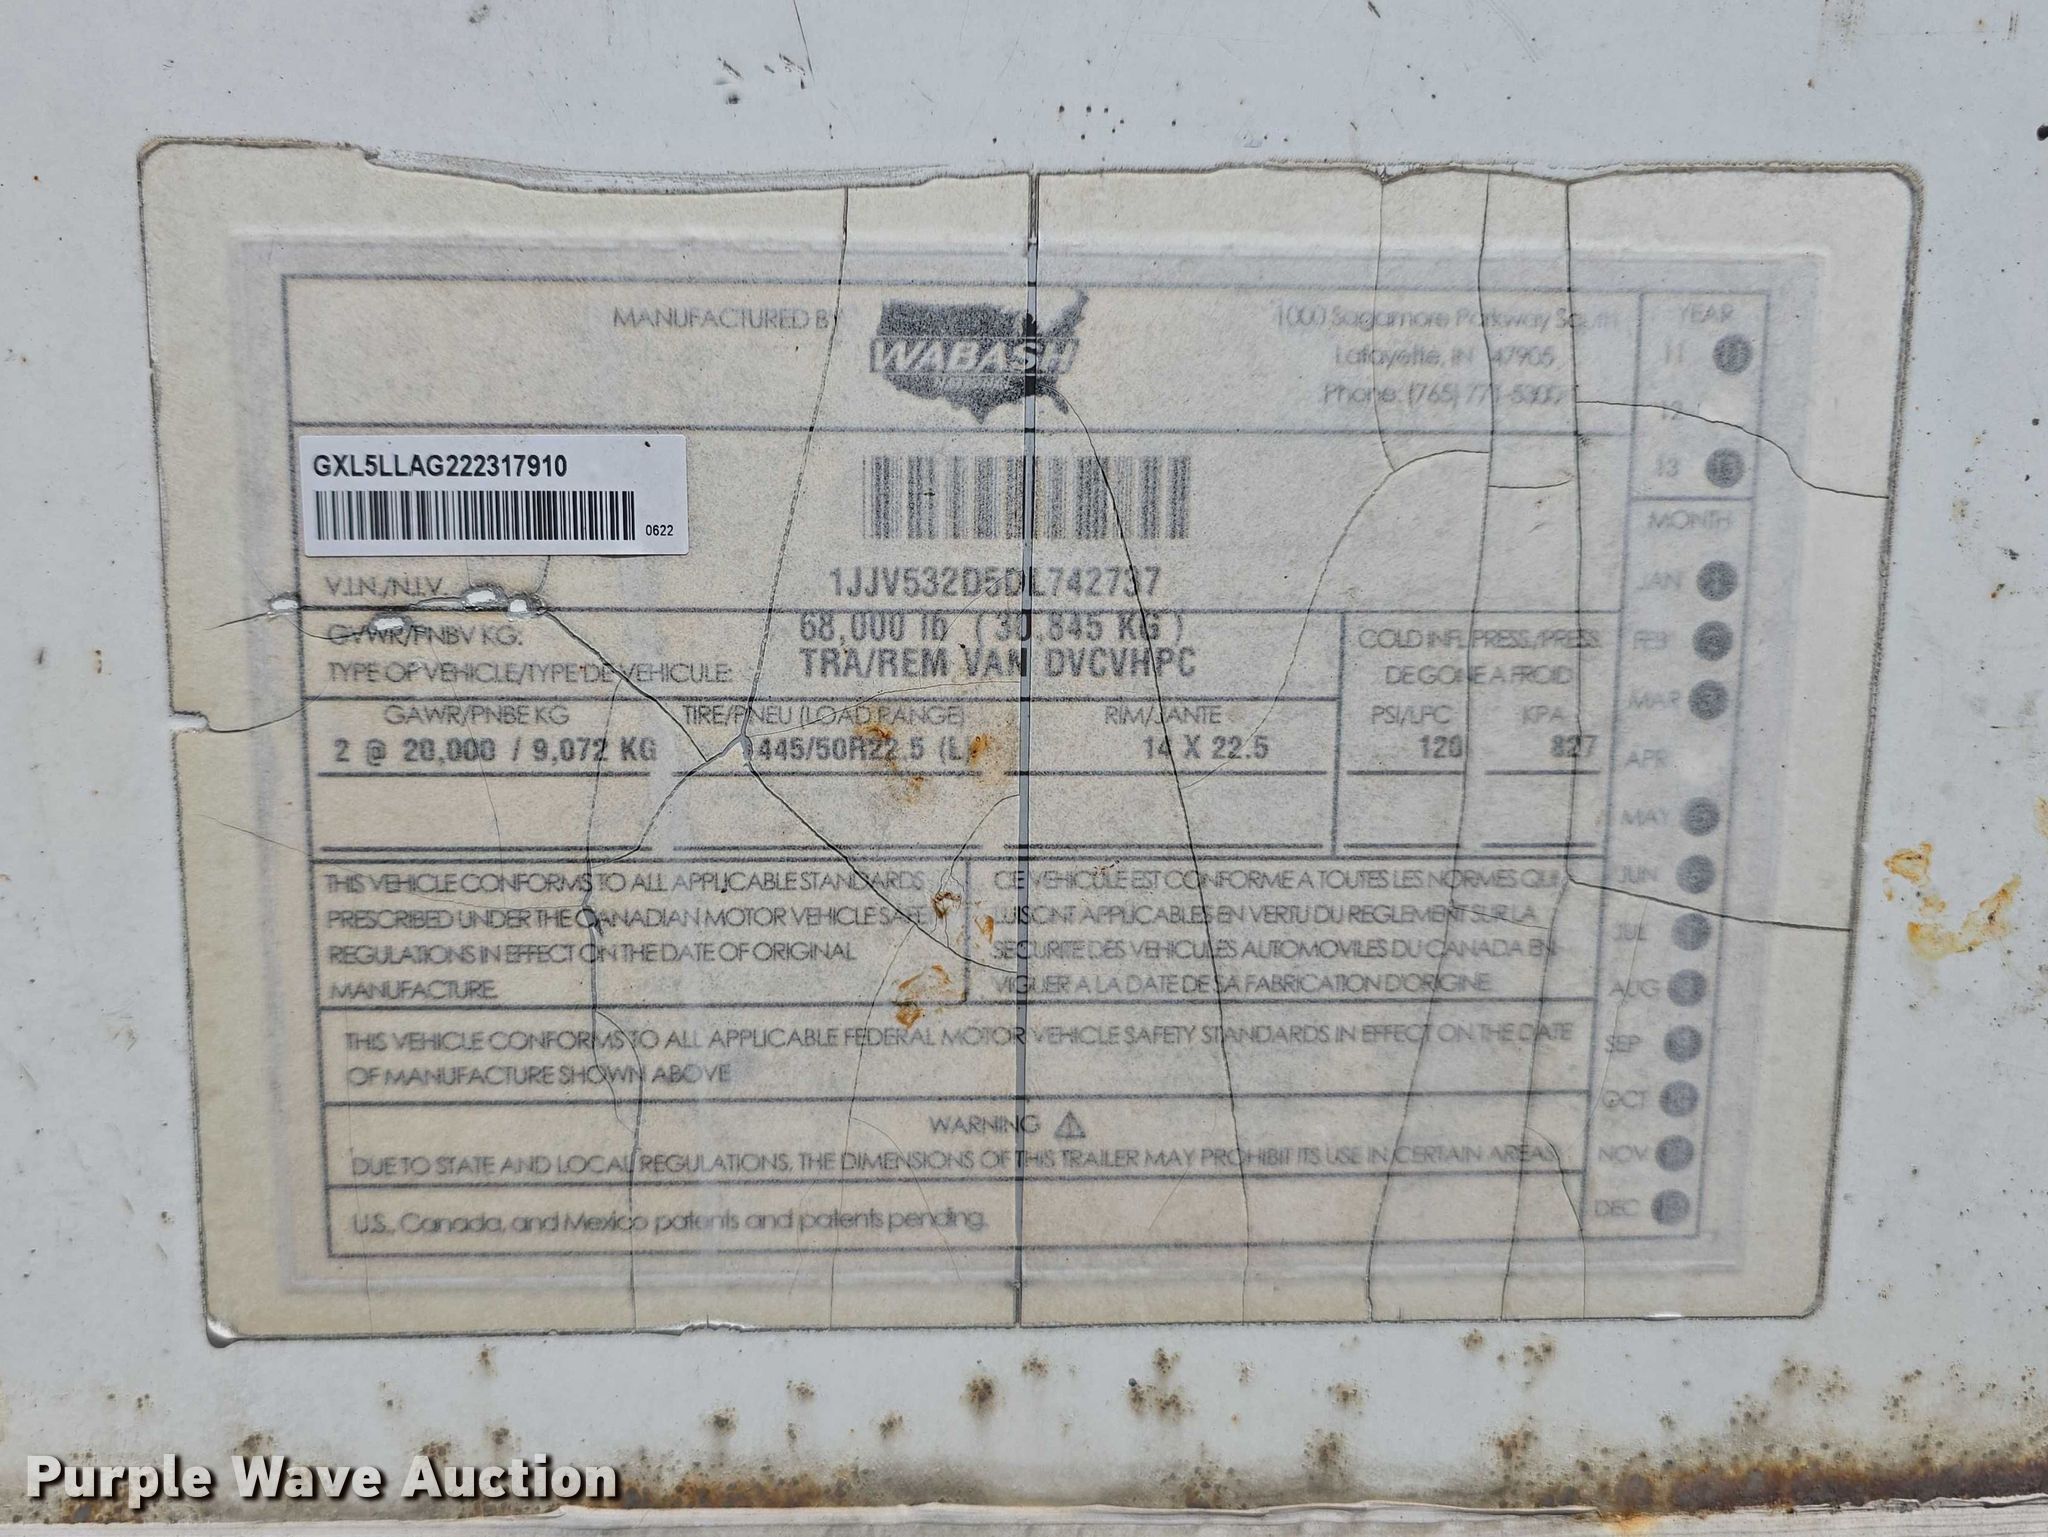 MANUFACTURED BY
WABASH
1000 Sagamore Parkway South
Lafayette, IN 47905
Phone: (765) 771-5300
YEAR
11
12
13
GXL5LLAG222317910
0622
V.I.N./N.I.V.
1JJV532D5DL742737
GVWR/PNBV KG:
68,000 lb (30,845 KG)
TYPE OF VEHICLE/TYPE DE VEHICULE:
TRA/REM VAN DVCVHPC
COLD INFL PRESS./PRESS.
DE GONE A FROID
GAWR/PNBE KG
TIRE/PNEU (LOAD RANGE)
RIM/JANTE
PSI/LPC
KPA
2 @ 20,000 / 9,072 KG
445/50R22.5 (L)
14 X 22.5
120
827
THIS VEHICLE CONFORMS TO ALL APPLICABLE STANDARDS
PRESCRIBED UNDER THE CANADIAN MOTOR VEHICLE SAFE
REGULATIONS IN EFFECT ON THE DATE OF ORIGINAL
MANUFACTURE.
CE VEHICULE EST CONFORME A TOUTES LES NORMES QUI
LUI SONT APPLICABLES EN VERTU DU REGLEMENT SUR LA
SECURITE DES VEHICULES AUTOMOVILES DU CANADA EN
VIGUER A LA DATE DE SA FABRICATION D'ORIGINE
THIS VEHICLE CONFORMS TO ALL APPLICABLE FEDERAL MOTOR VEHICLE SAFETY STANDARDS IN EFFECT ON THE DATE
OF MANUFACTURE SHOWN ABOVE
WARNING
DUE TO STATE AND LOCAL REGULATIONS, THE DIMENSIONS OF THIS TRAILER MAY PROHIBIT ITS USE IN CERTAIN AREAS.
U.S., Canada, and Mexico patents and patents pending.
MONTH
JAN
FEB
MAR
APR
MAY
JUN
JUL
AUG
SEP
OCT
NOV
DEC
Purple Wave Auction